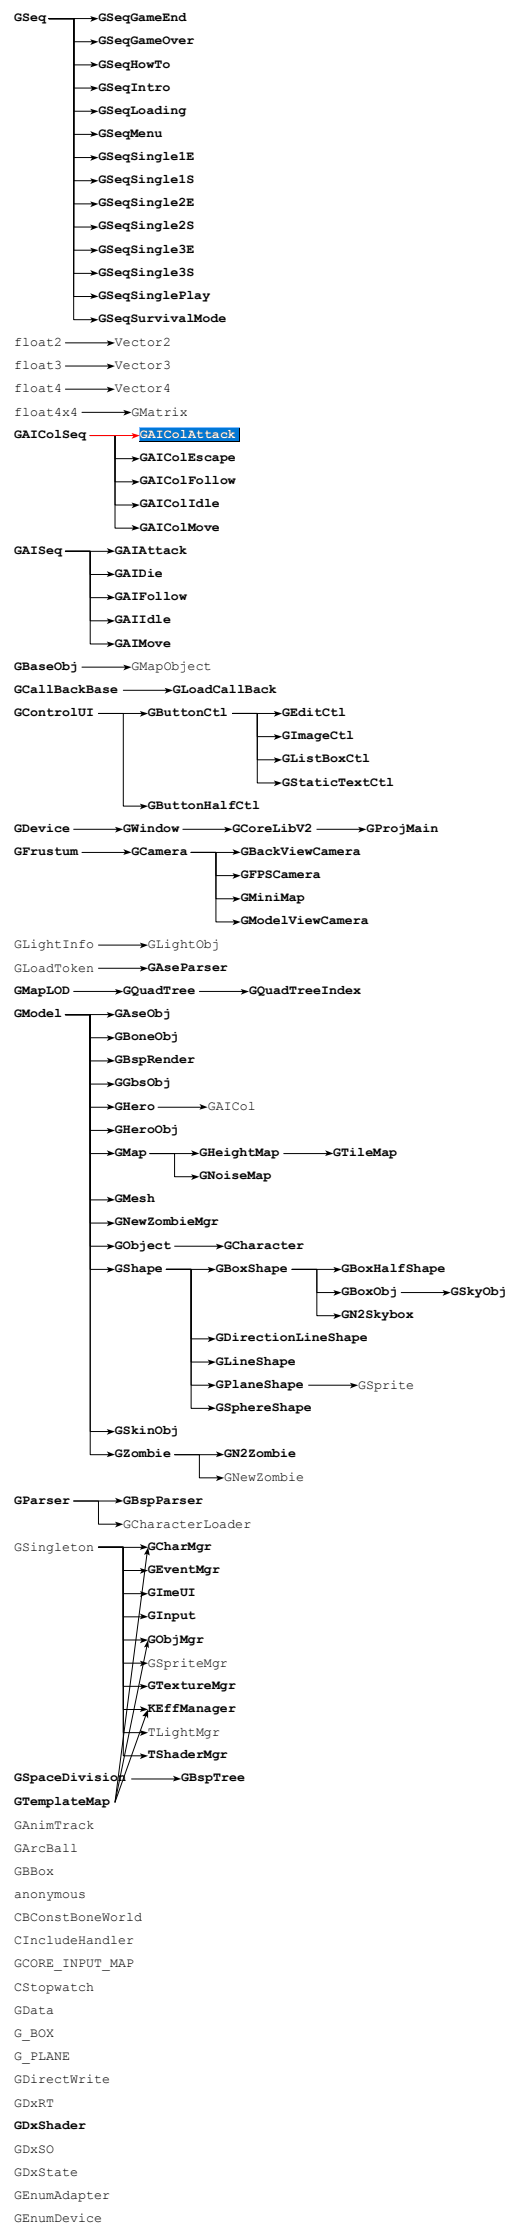 GSeq GSeqGameEnd
GSeqGameOver
GSeqHowTo
GSeqIntro
GSeqLoading
GSeqMenu
GSeqSingle1E
GSeqSingle1S
GSeqSingle2E
GSeqSingle2S
GSeqSingle3E
GSeqSingle3S
GSeqSinglePlay
GSeqSurvivalMode
float2 Vector2
float3 Vector3
float4 Vector4
float4x4 GMatrix
GAIColSeq GAIColAttack
GAIColEscape
GAIColFollow
GAIColIdle
GAIColMove
GAISeq GAIAttack
GAIDie
GAIFollow
GAIIdle
GAIMove
GBaseObj GMapObject
GCallBackBase GLoadCallBack
GControlUI GButtonCtl GEditCtl
GImageCtl
GListBoxCtl
GStaticTextCtl
GButtonHalfCtl
GDevice GWindow GCoreLibV2 GProjMain
GFrustum GCamera GBackViewCamera
GFPSCamera
GMiniMap
GModelViewCamera
GLightInfo GLightObj
GLoadToken GAseParser
GMapLOD GQuadTree GQuadTreeIndex
GModel GAseObj
GBoneObj
GBspRender
GGbsObj
GHero GAICol
GHeroObj
GMap GHeightMap GTileMap
GNoiseMap
GMesh
GNewZombieMgr
GObject GCharacter
GShape GBoxShape GBoxHalfShape
GBoxObj GSkyObj
GN2Skybox
GDirectionLineShape
GLineShape
GPlaneShape GSprite
GSphereShape
GSkinObj
GZombie GN2Zombie
GNewZombie
GParser GBspParser
GCharacterLoader
GSingleton GCharMgr
GEventMgr
GImeUI
GInput
GObjMgr
GSpriteMgr
GTextureMgr
KEffManager
TLightMgr
TShaderMgr
GSpaceDivision GBspTree
GTemplateMap
GAnimTrack
GArcBall
GBBox
anonymous
CBConstBoneWorld
CIncludeHandler
GCORE_INPUT_MAP
CStopwatch
GData
G_BOX
G_PLANE
GDirectWrite
GDxRT
GDxShader
GDxSO
GDxState
GEnumAdapter
GEnumDevice